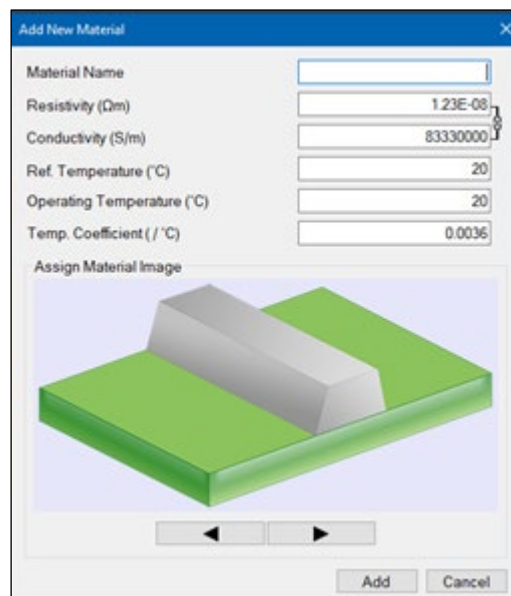 Add New Material
Material Name
Resistivity (Ωm) 1.23E-08
Conductivity (S/m) 83330000
Ref. Temperature (°C) 20
Operating Temperature (°C) 20
Temp. Coefficient ( / °C) 0.0036
Assign Material Image
Add Cancel